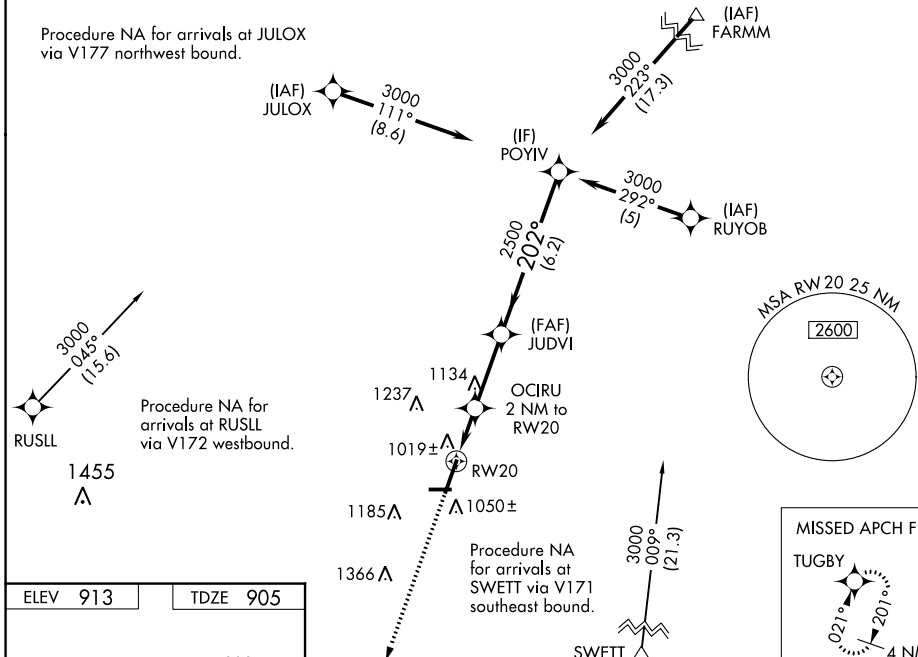 Procedure NA for arrivals at JULOX
via V177 northwest bound.
(IAF)
FARMM
3000
223°
(17.3)
(IAF)
JULOX
3000
111°
(8.6)
(IF)
POYIV
3000
292°
(5)
(IAF)
RUYOB
2500
202°
(6.2)
MSA RW20 25 NM
2600
3000
045°
(15.6)
RUSLL
(FAF)
JUDVI
1134
1237
OCIRU
2 NM to
RW20
Procedure NA for
arrivals at RUSLL
via V172 westbound.
1019±
RW20
1455
1185
1050±
3000
009°
(21.3)
Procedure NA
for arrivals at
SWETT via V171
southeast bound.
1366
MISSED APCH F
TUGBY
021°
201°
4 NM
ELEV 913
TDZE 905
SWETT